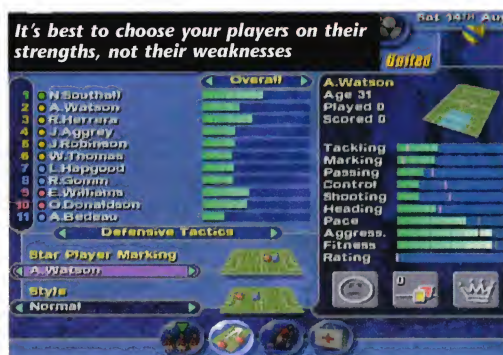 It's best to choose your players on their
strengths, not their weaknesses
Sat 14TH Au
United
Overall
1 N.Southall
2 A.Watson
3 R.Herrera
4 J.Aggrey
5 J.Robinson
6 W.Thomas
7 L.Hapgood
8 R.Gomm
9 E.Williams
10 O.Donaldson
11 A.Bedeau
Defensive Tactics
Star Player Marking
A.Watson
Style
Normal
A.Watson
Age 31
Played 0
Scored 0
Tackling
Marking
Passing
Control
Shooting
Heading
Pace
Aggress.
Fitness
Rating
0